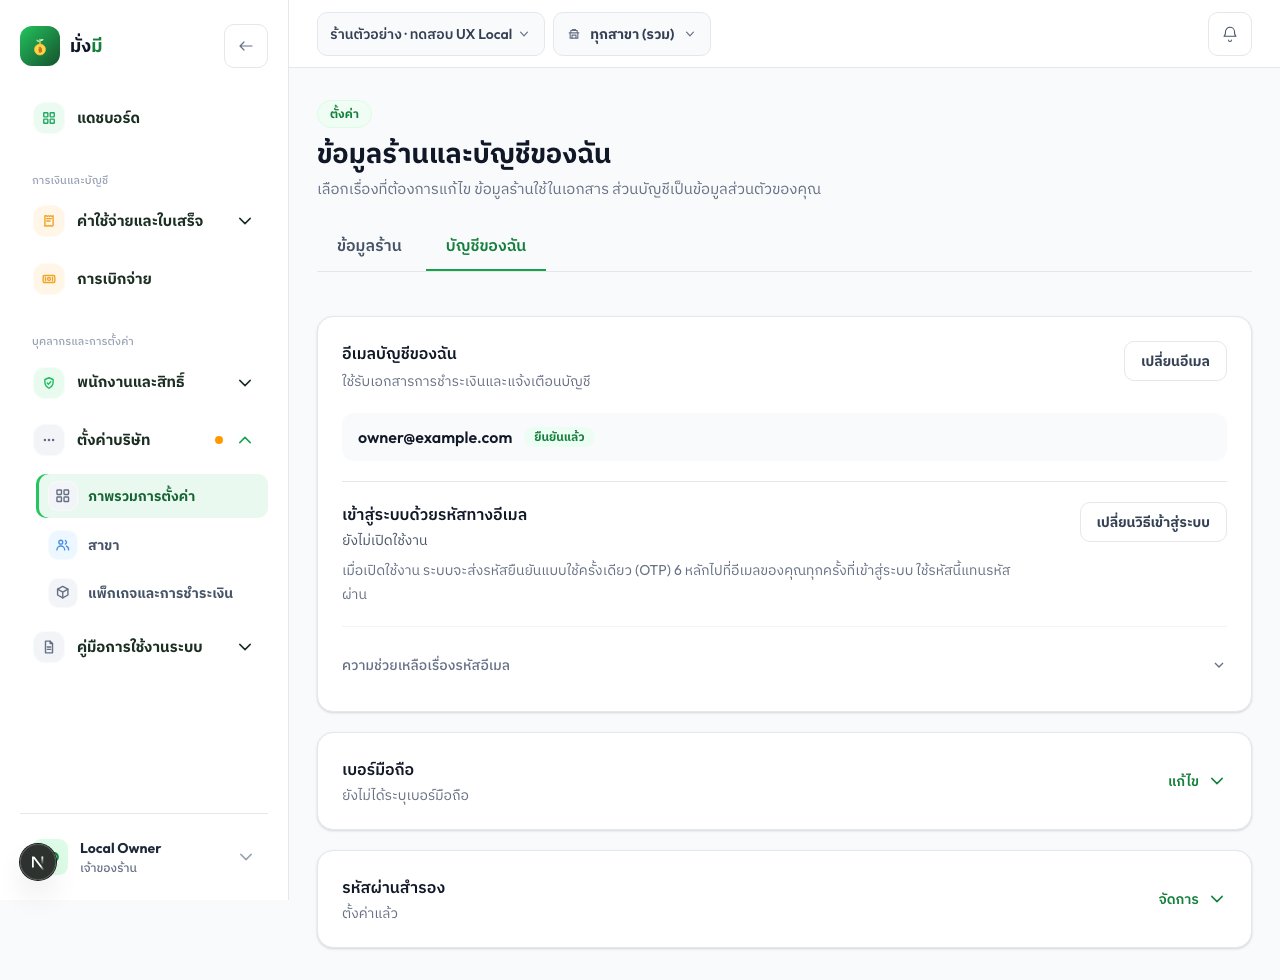 มั่งมี
แดชบอร์ด
การเงินและบัญชี
ค่าใช้จ่ายและใบเสร็จ
การเบิกจ่าย
บุคลากรและการตั้งค่า
พนักงานและสิทธิ์
ตั้งค่าบริษัท
ภาพรวมการตั้งค่า
สาขา
แพ็กเกจและการชำระเงิน
คู่มือการใช้งานระบบ
N
Local Owner
เจ้าของร้าน
ร้านตัวอย่าง · ทดสอบ UX Local
ทุกสาขา (รวม)
ตั้งค่า
ข้อมูลร้านและบัญชีของฉัน
เลือกเรื่องที่ต้องการแก้ไข ข้อมูลร้านใช้ในเอกสาร ส่วนบัญชีเป็นข้อมูลส่วนตัวของคุณ
ข้อมูลร้าน
บัญชีของฉัน
อีเมลบัญชีของฉัน
ใช้รับเอกสารการชำระเงินและแจ้งเตือนบัญชี
เปลี่ยนอีเมล
owner@example.com ยืนยันแล้ว
เข้าสู่ระบบด้วยรหัสทางอีเมล
ยังไม่เปิดใช้งาน
เปลี่ยนวิธีเข้าสู่ระบบ
เมื่อเปิดใช้งาน ระบบจะส่งรหัสยืนยันแบบใช้ครั้งเดียว (OTP) 6 หลักไปที่อีเมลของคุณทุกครั้งที่เข้าสู่ระบบ ใช้รหัสนี้แทนรหัส
ผ่าน
ความช่วยเหลือเรื่องรหัสอีเมล
เบอร์มือถือ
ยังไม่ได้ระบุเบอร์มือถือ
แก้ไข
รหัสผ่านสำรอง
ตั้งค่าแล้ว
จัดการ